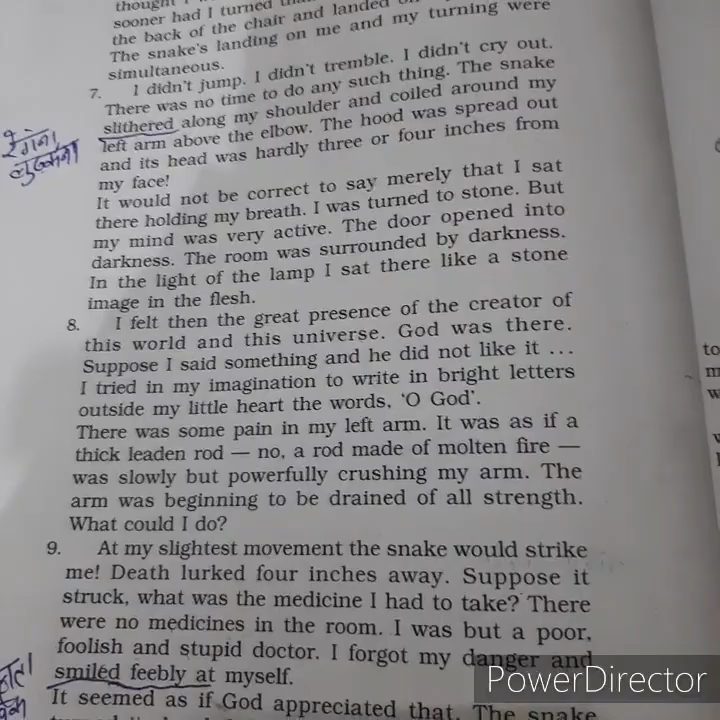 sooner had I turned
the back of the chair and landed
The snake's landing on me and my turning were
simultaneous.
7. I didn't jump. I didn't tremble. I didn't cry out.
There was no time to do any such thing. The snake
slithered along my shoulder and coiled around my
left arm above the elbow. The hood was spread out
and its head was hardly three or four inches from
my face!
It would not be correct to say merely that I sat
there holding my breath. I was turned to stone. But
my mind was very active. The door opened into
darkness. The room was surrounded by darkness.
In the light of the lamp I sat there like a stone
image in the flesh.
8. I felt then the great presence of the creator of
this world and this universe. God was there.
Suppose I said something and he did not like it ...
I tried in my imagination to write in bright letters
outside my little heart the words, 'O God'.
There was some pain in my left arm. It was as if a
thick leaden rod — no, a rod made of molten fire —
was slowly but powerfully crushing my arm. The
arm was beginning to be drained of all strength.
What could I do?
9. At my slightest movement the snake would strike
me! Death lurked four inches away. Suppose it
struck, what was the medicine I had to take? There
were no medicines in the room. I was but a poor,
foolish and stupid doctor. I forgot my danger and
smiled feebly at myself.
It seemed as if God appreciated that. The snake
रेंगना
to
PowerDirector